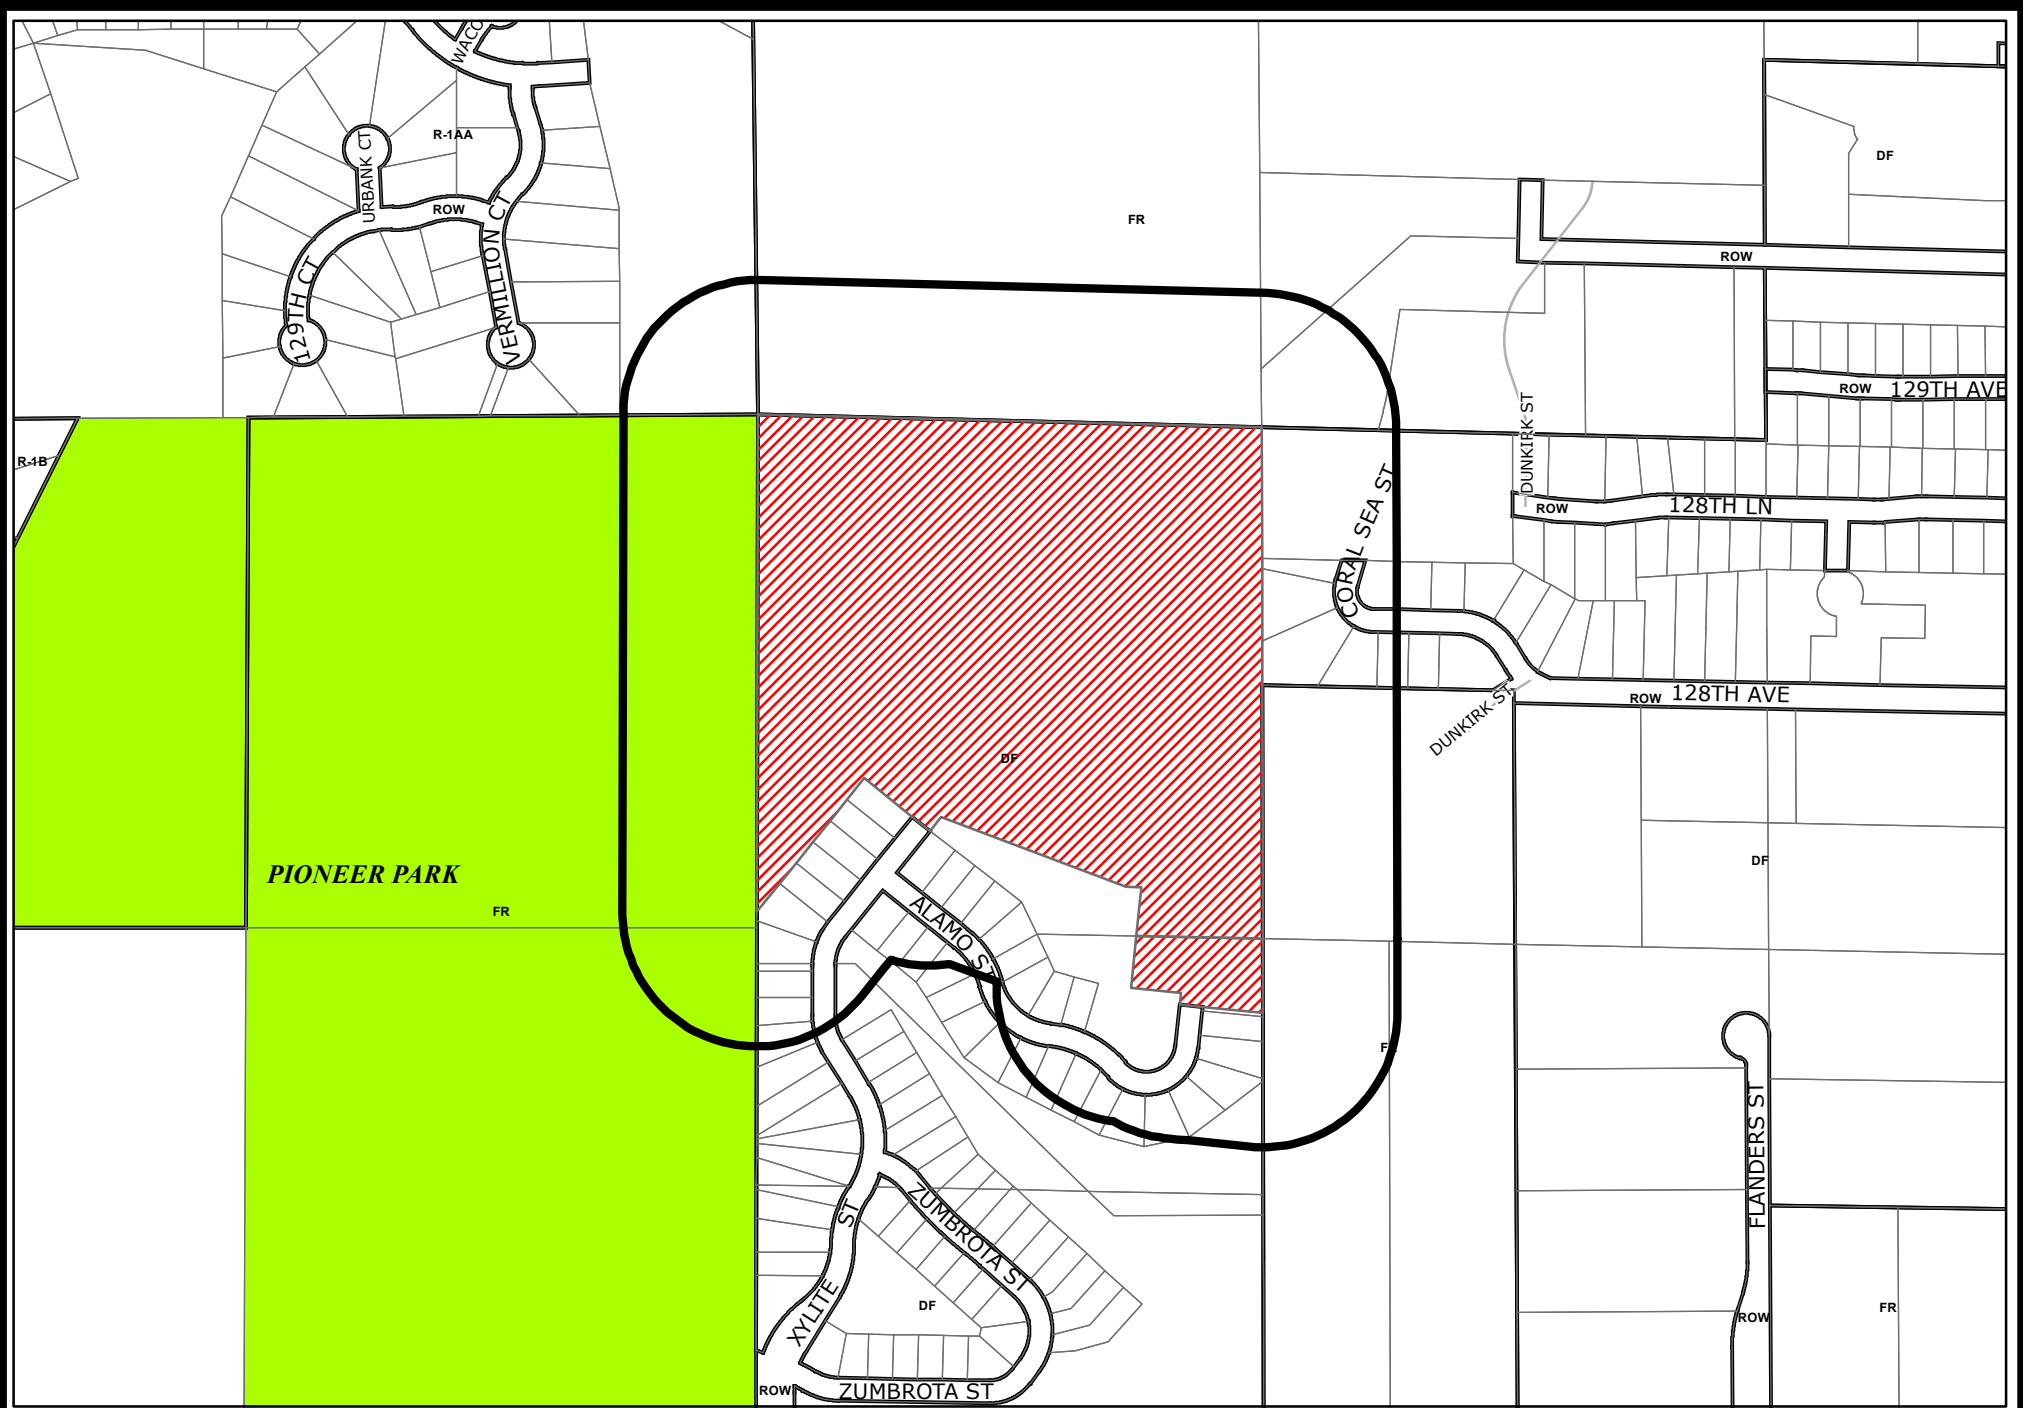 WACO
R-1AA
DF
URBANK CT
ROW
VERMILLION CT
FR
ROW
129TH CT
ROW
129TH AVE
R-1B
DUNKIRK ST
CORAL SEA ST
ROW
128TH LN
ROW
128TH AVE
DUNKIRK ST
DF
DF
PIONEER PARK
FR
ALAMO ST
FLANDERS ST
ZUMBROTA ST
XYLITE ST
DF
FR
ROW
ROW
ZUMBROTA ST